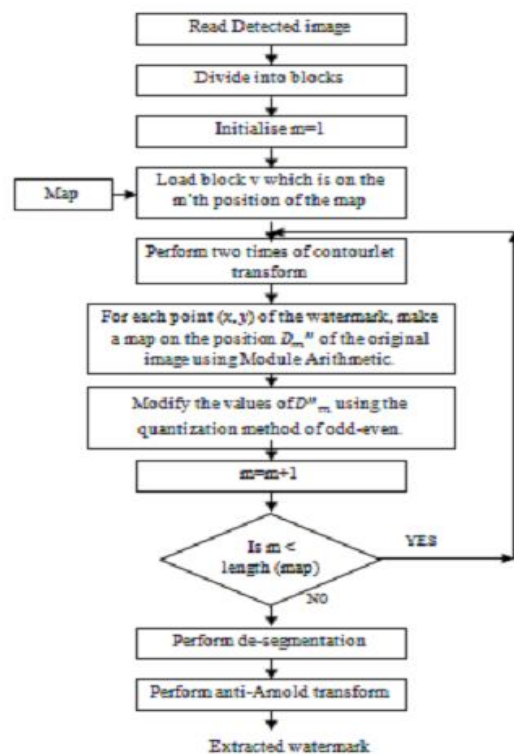 Read Detected image
Divide into blocks
Initialise m=1
Map
Load block v which is on the
m'th position of the map
Perform two times of contourlet
transform
For each point (x, y) of the watermark, make
a map on the position Dₘⁿ of the original
image using Module Arithmetic.
Modify the values of Dⁿₘ using the
quantization method of odd-even.
m=m+1
Is m <
length (map)
YES
NO
Perform de-segmentation
Perform anti-Arnold transform
Extracted watermark